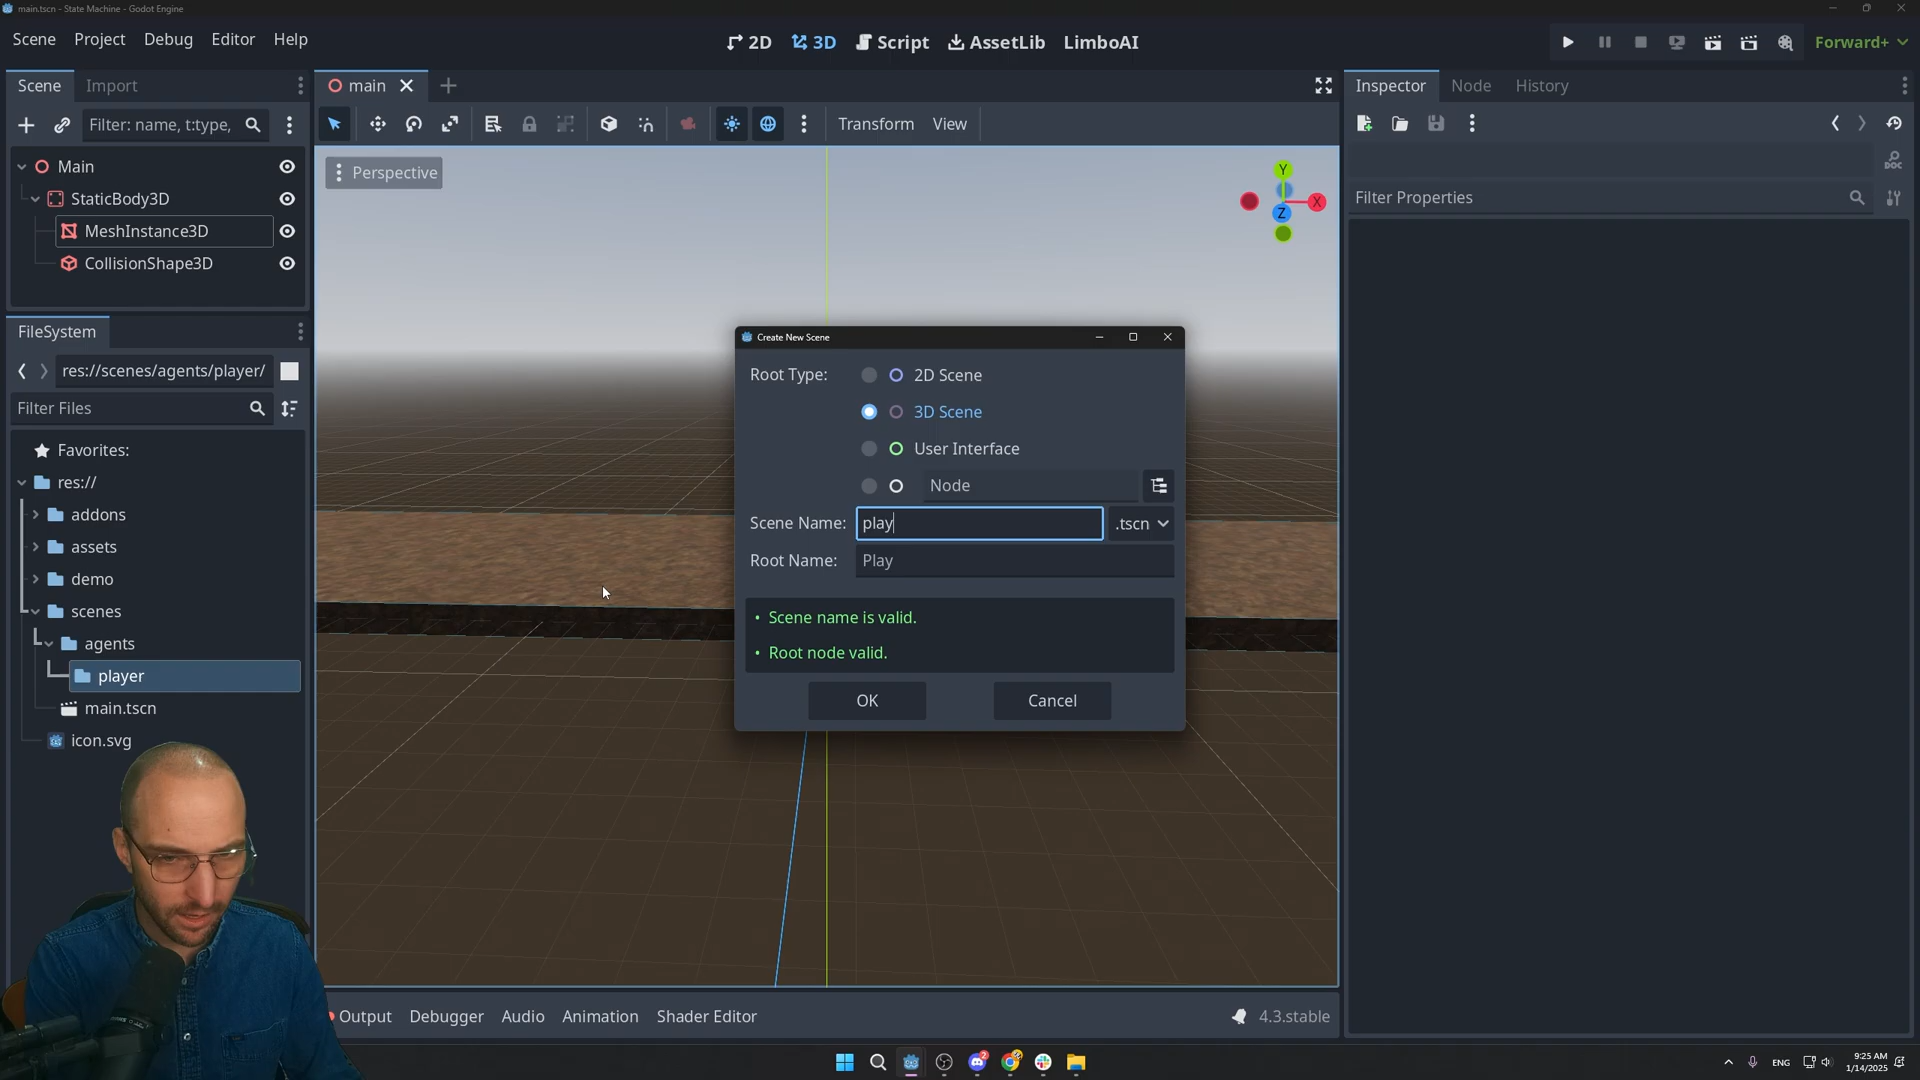 main.tscn - State Machine - Godot Engine
Scene Project Debug Editor Help
2D 3D Script AssetLib LimboAI
Forward+
Scene Import
main
Inspector Node History
Filter: name, t:type,
Transform View
Perspective
Y
X
Z
DOC
Filter Properties
Main
StaticBody3D
MeshInstance3D
CollisionShape3D
FileSystem
res://scenes/agents/player/
Filter Files
Favorites:
res://
addons
assets
demo
scenes
agents
player
main.tscn
icon.svg
Create New Scene
Root Type:
2D Scene
3D Scene
User Interface
Node
Scene Name: play .tscn
Root Name: Play
• Scene name is valid.
• Root node valid.
OK Cancel
Output Debugger Audio Animation Shader Editor
4.3.stable
2
ENG
9:25 AM
1/14/2025